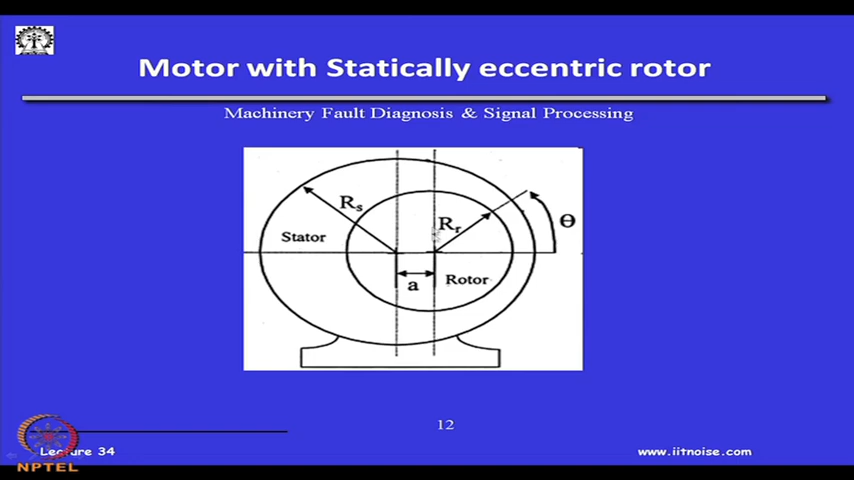 Motor with Statically eccentric rotor
Machinery Fault Diagnosis & Signal Processing
Rs
Rr
θ
Stator
a
Rotor
12
Lecture 34
www.iitnoise.com
NPTEL